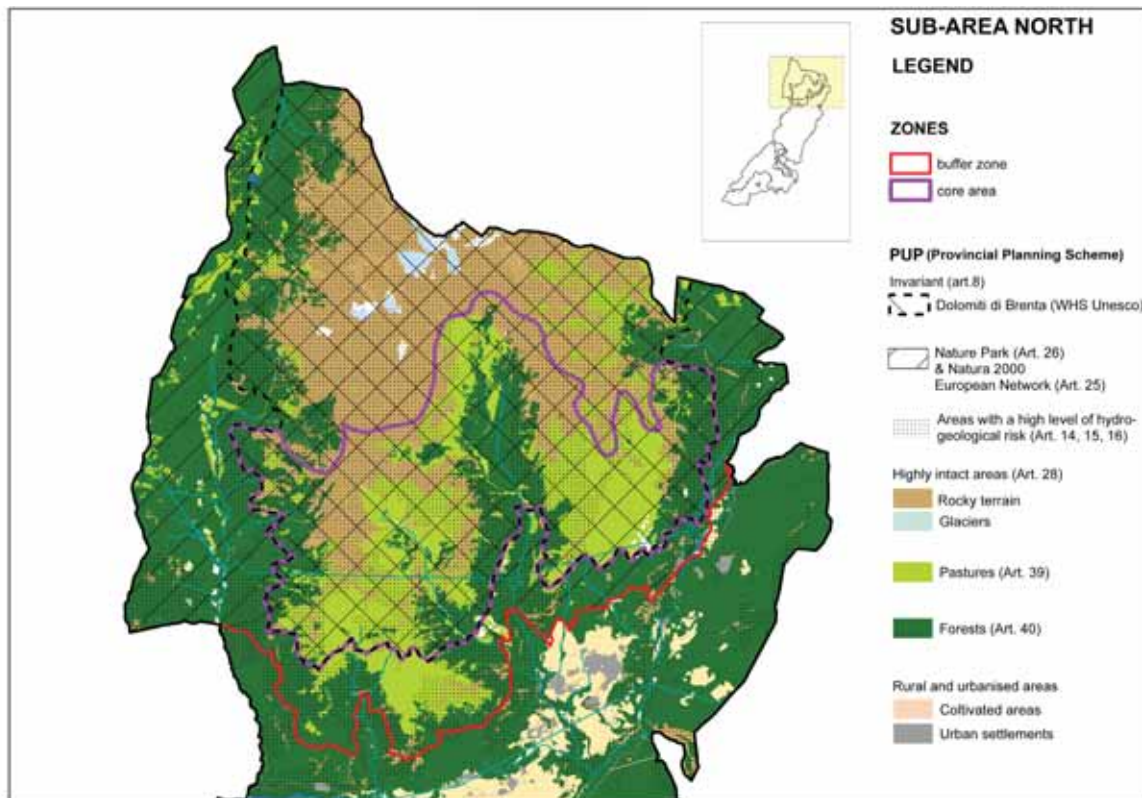 SUB-AREA NORTH
LEGEND
ZONES
buffer zone
core area
PUP (Provincial Planning Scheme)
Invariant (art.8)
Dolomiti di Brenta (WHS Unesco)
Nature Park (Art. 26)
& Natura 2000
European Network (Art. 25)
Areas with a high level of hydro-
geological risk (Art. 14, 15, 16)
Highly intact areas (Art. 28)
Rocky terrain
Glaciers
Pastures (Art. 39)
Forests (Art. 40)
Rural and urbanised areas
Coltivated areas
Urban settlements